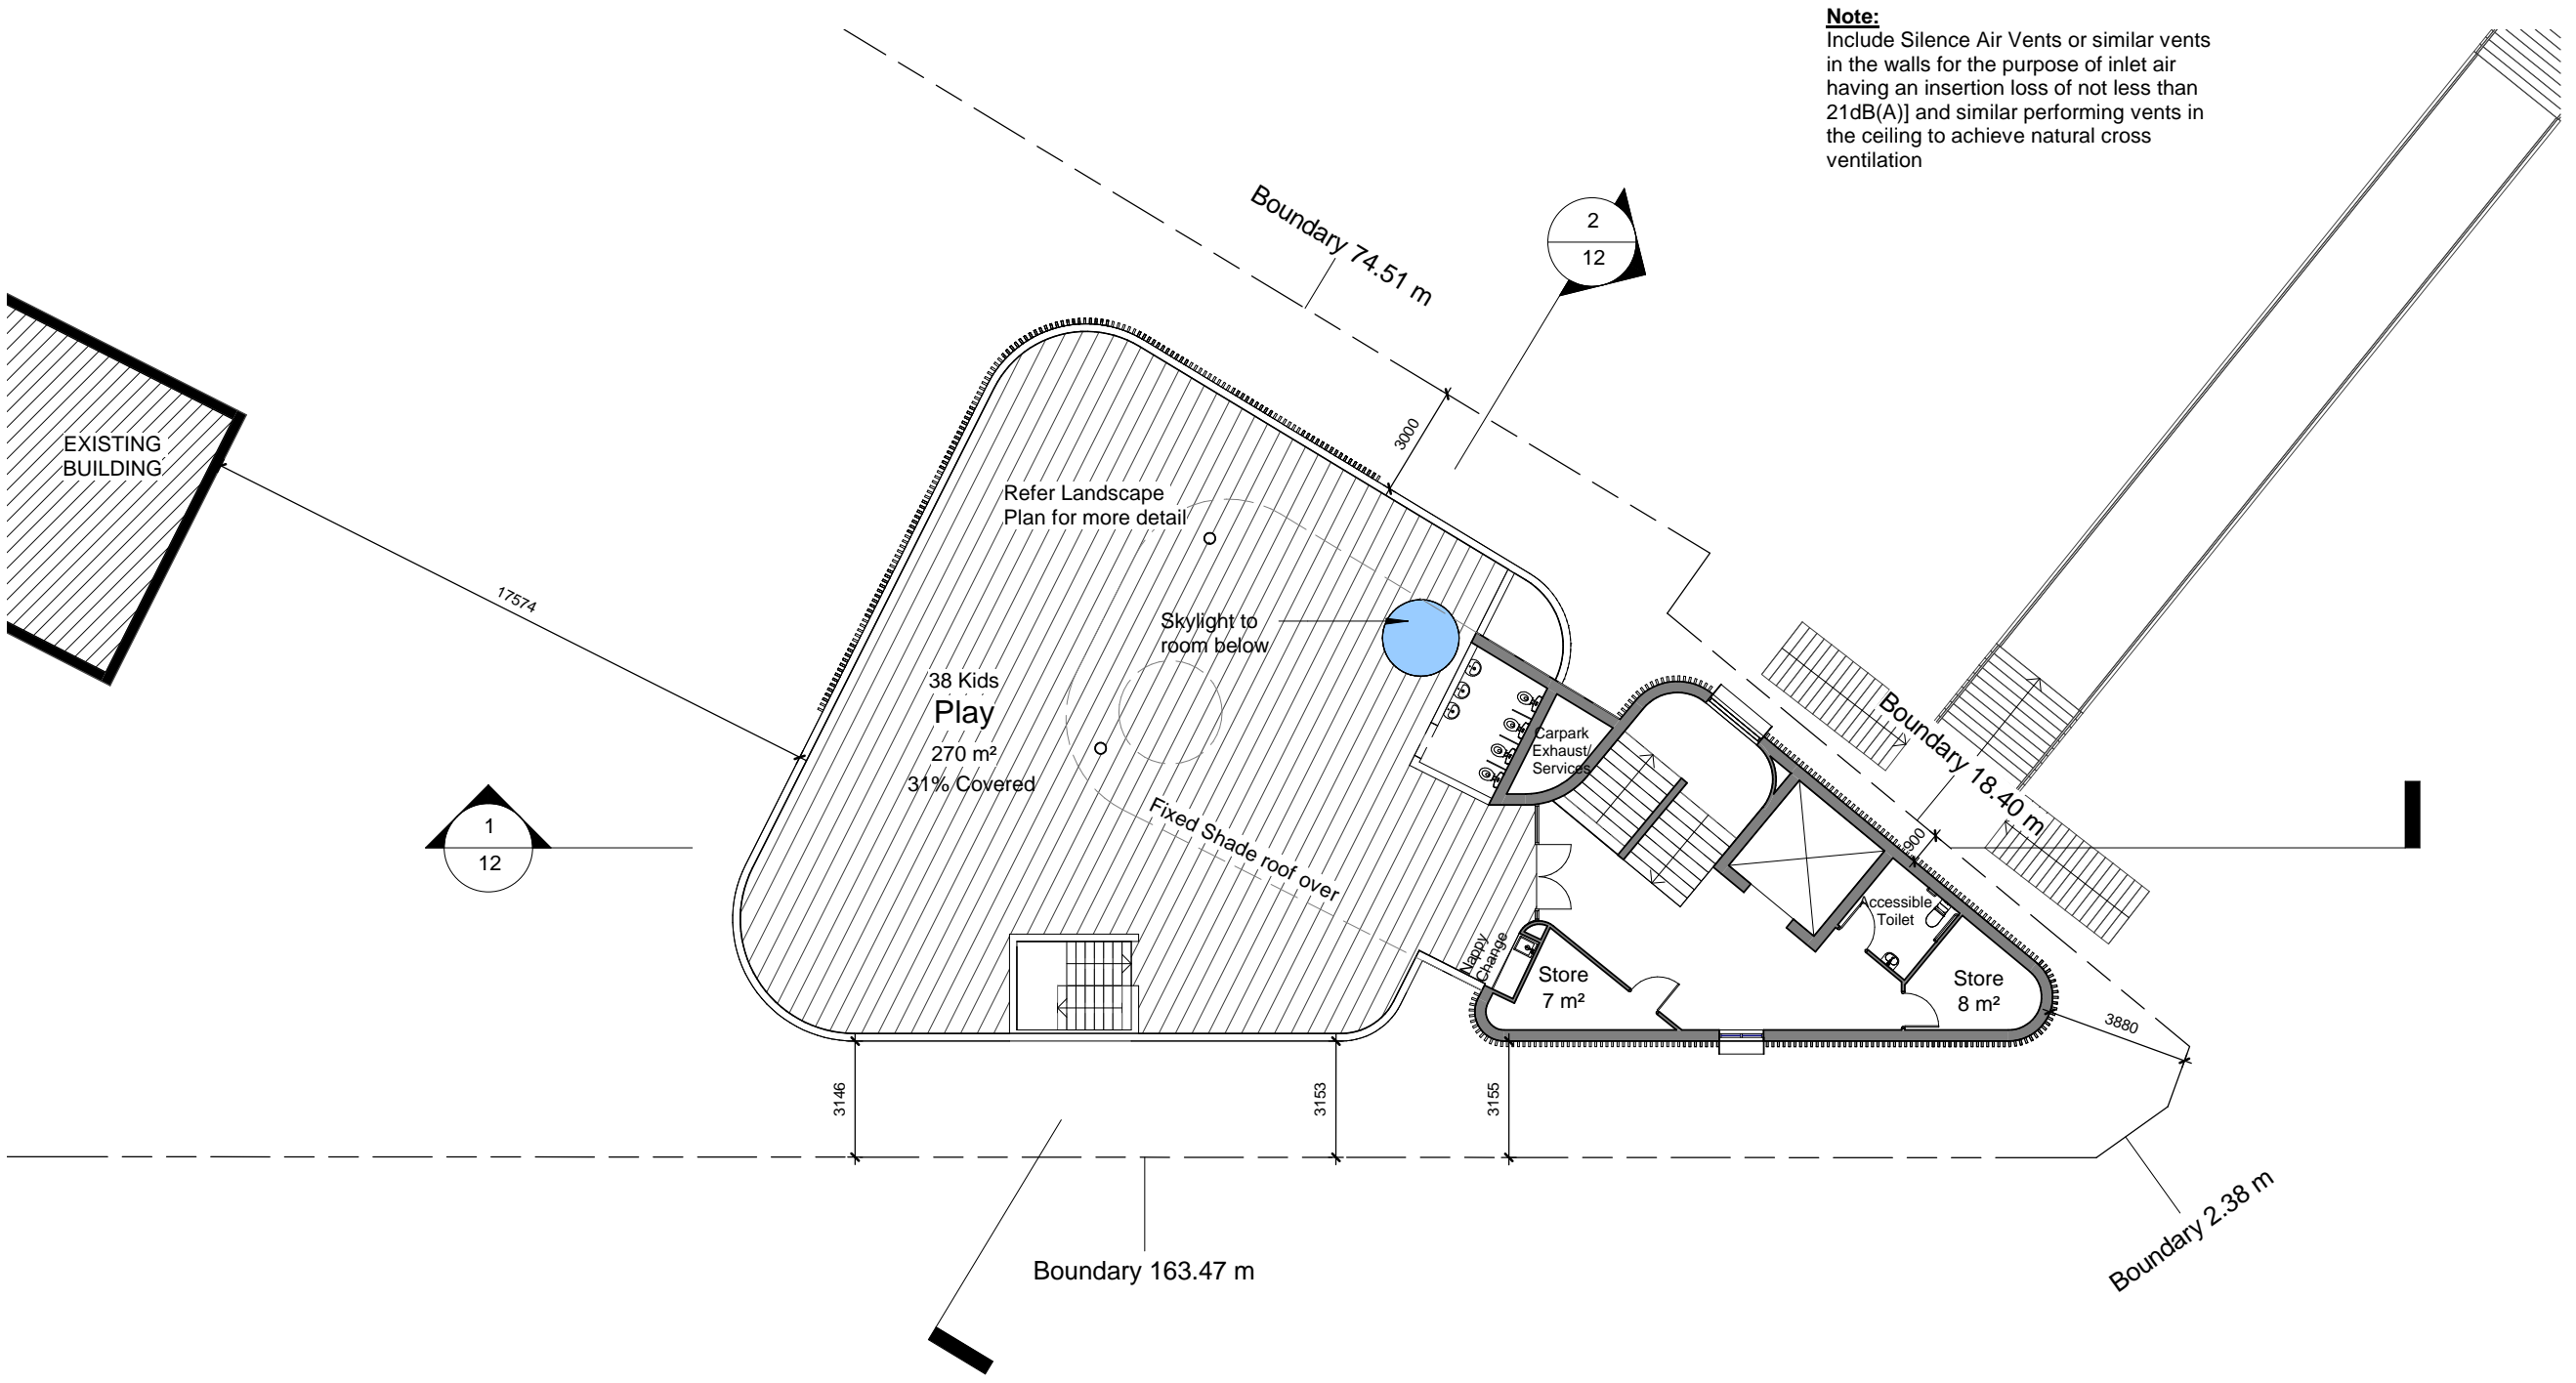 Note:
Include Silence Air Vents or similar vents
in the walls for the purpose of inlet air
having an insertion loss of not less than
21dB(A)] and similar performing vents in
the ceiling to achieve natural cross
ventilation
Boundary 74.51 m
2
12
3000
EXISTING
BUILDING
17574
Refer Landscape
Plan for more detail
Skylight to
room below
38 Kids
Play
270 m²
31% Covered
Fixed Shade roof over
Carpark
Exhaust/
Services
Boundary 18.40 m
900
1
12
Accessible
Toilet
Nappy
Change
Store
7 m²
Store
8 m²
3880
3146
3153
3155
Boundary 163.47 m
Boundary 2.38 m